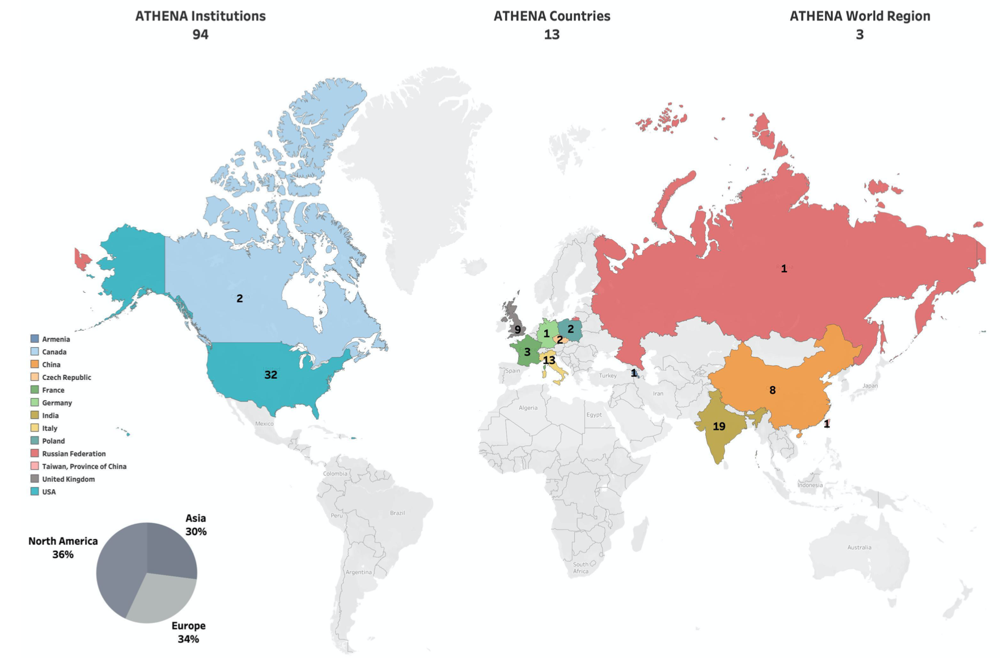 ATHENA Institutions
94
ATHENA Countries
13
ATHENA World Region
3
2
1
9
1
2
2
3
13
32
1
8
19
1
Spain
Turkey
Iran
Japan
Algeria
Egypt
Mexico
Colombia
Peru
Brazil
Argentina
South
Africa
Indonesia
Australia
Armenia
Canada
China
Czech Republic
France
Germany
India
Italy
Poland
Russian Federation
Taiwan, Province of China
United Kingdom
USA
Asia
30%
North America
36%
Europe
34%